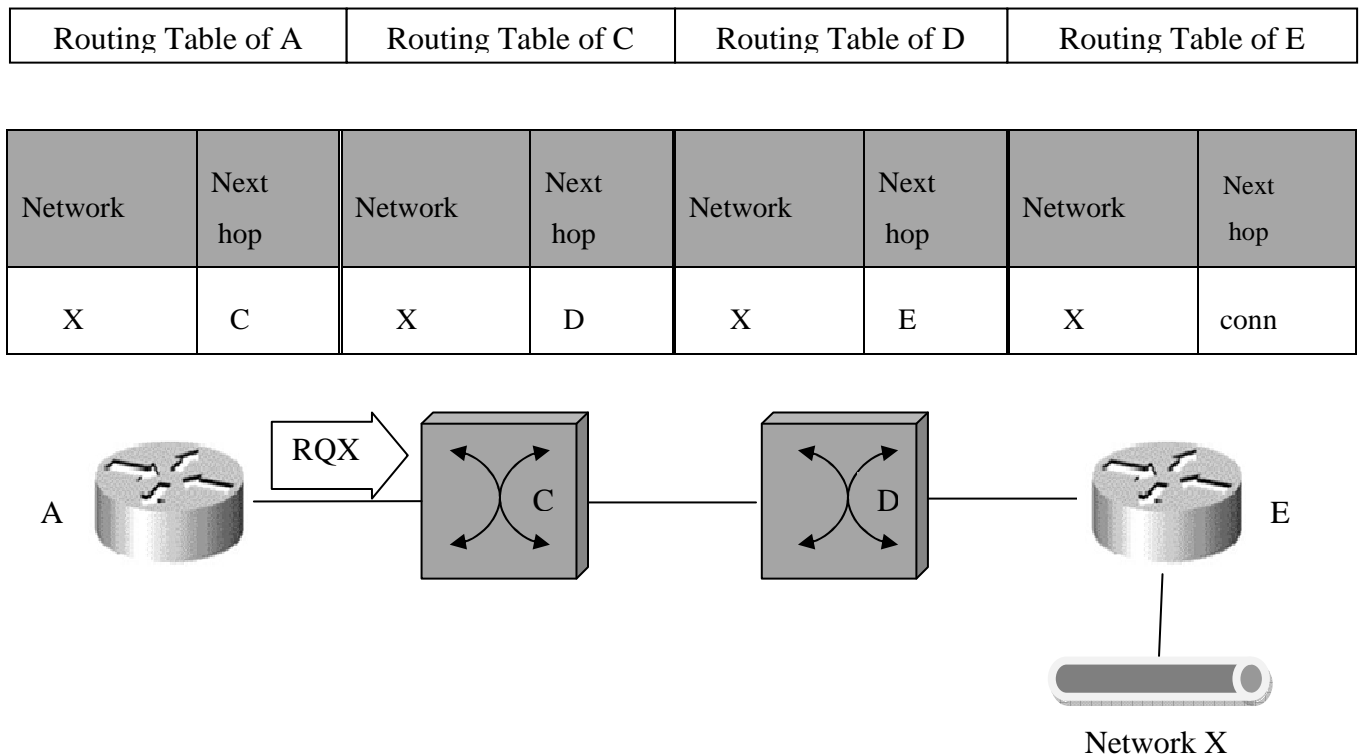 Routing Table of A Routing Table of C Routing Table of D Routing Table of E
Network Next hop Network Next hop Network Next hop Network Next hop
X C X D X E X conn
RQX
A C D E
Network X